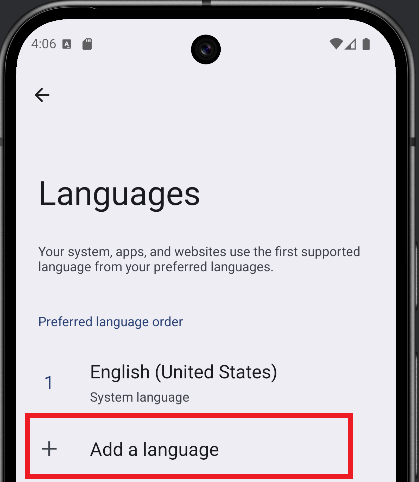 4:06
Languages
Your system, apps, and websites use the first supported
language from your preferred languages.
Preferred language order
1
English (United States)
System language
+
Add a language